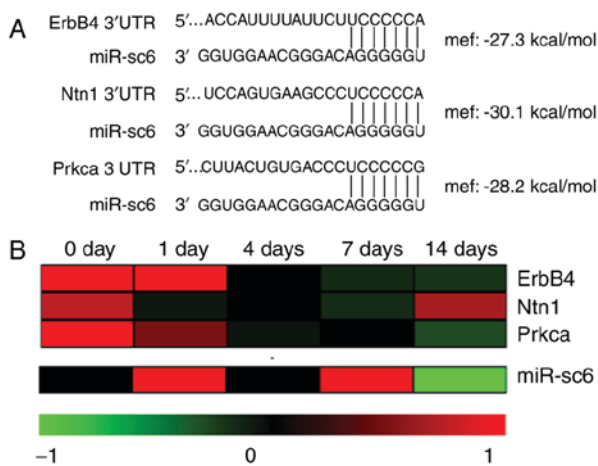 A
ErbB4 3′UTR 5′...ACCAUUUUAUUCUUCCCCCA
miR-sc6 3′ GGUGGAACGGGACAGGGGGU
mef: -27.3 kcal/mol
Ntn1 3′UTR 5′...UCCAGUGAAGCCCUCCCCCA
miR-sc6 3′ GGUGGAACGGGACAGGGGGU
mef: -30.1 kcal/mol
Prkca 3 UTR 5′...CUUACUGUGACCCUCCCCCG
miR-sc6 3′ GGUGGAACGGGACAGGGGGU
mef: -28.2 kcal/mol
B
0 day 1 day 4 days 7 days 14 days
ErbB4
Ntn1
Prkca
miR-sc6
−1 0 1